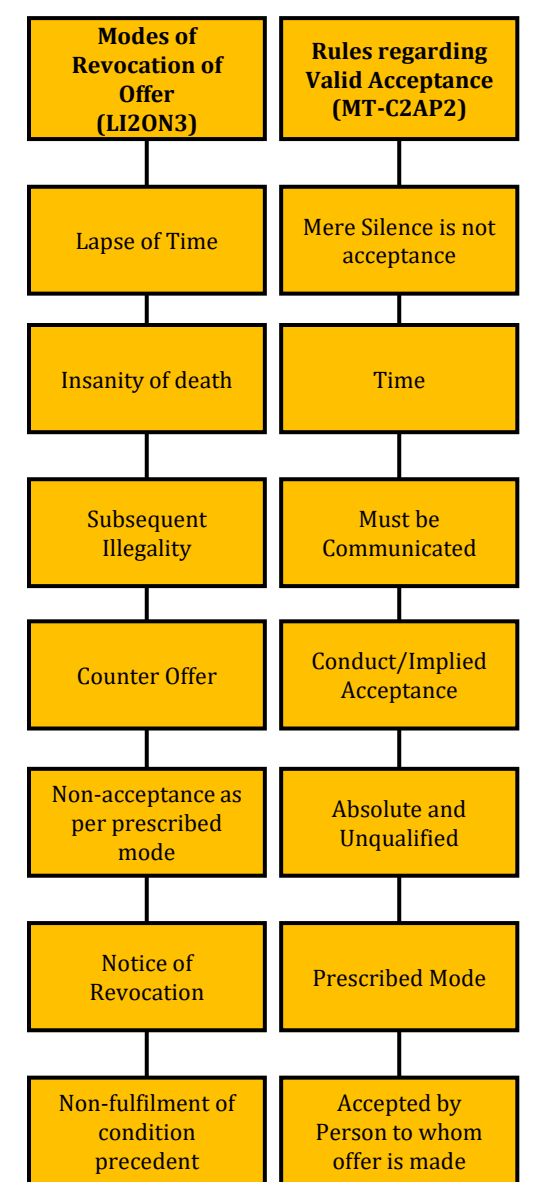 Modes of
Revocation of
Offer
(LI2ON3)
Lapse of Time
Insanity of death
Subsequent
Illegality
Counter Offer
Non-acceptance as
per prescribed
mode
Notice of
Revocation
Non-fulfilment of
condition
precedent
Rules regarding
Valid Acceptance
(MT-C2AP2)
Mere Silence is not
acceptance
Time
Must be
Communicated
Conduct/Implied
Acceptance
Absolute and
Unqualified
Prescribed Mode
Accepted by
Person to whom
offer is made